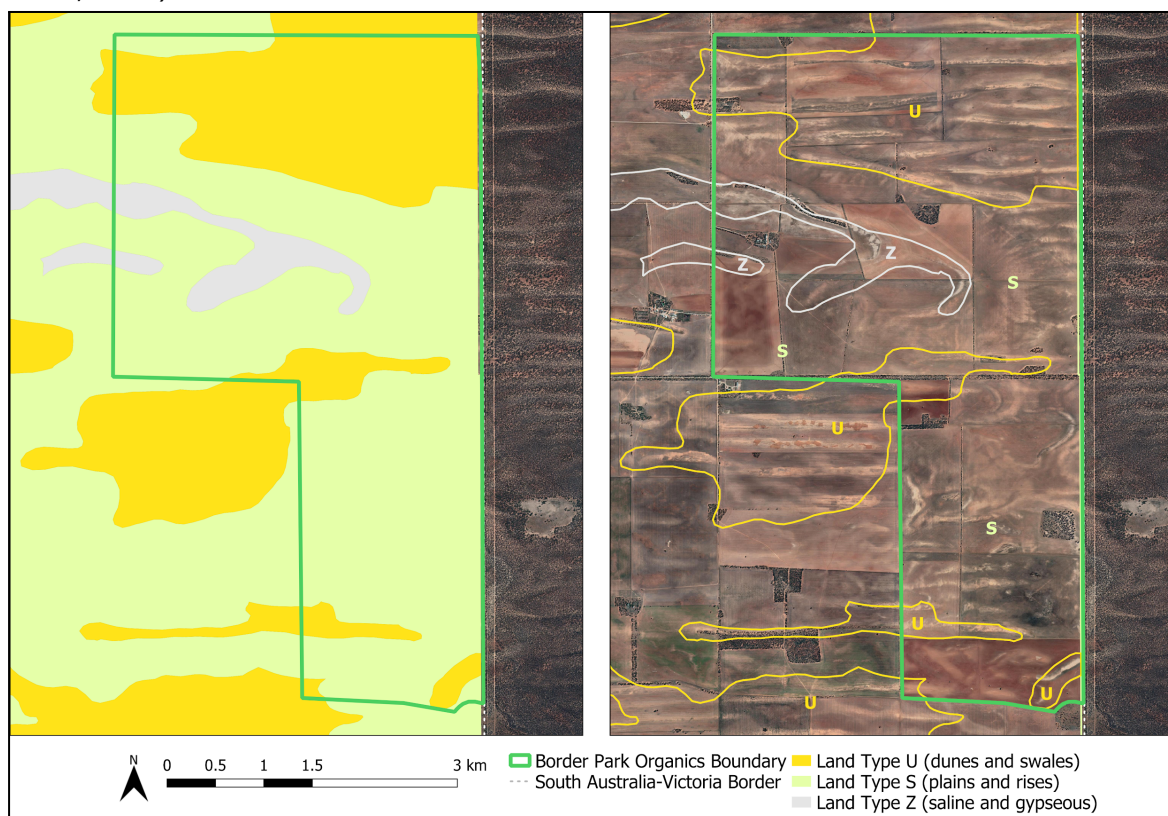 U
Z
Z
S
S
U
S
U
U
U
N
0 0.5 1 1.5 3 km
Border Park Organics Boundary
South Australia-Victoria Border
Land Type U (dunes and swales)
Land Type S (plains and rises)
Land Type Z (saline and gypseous)